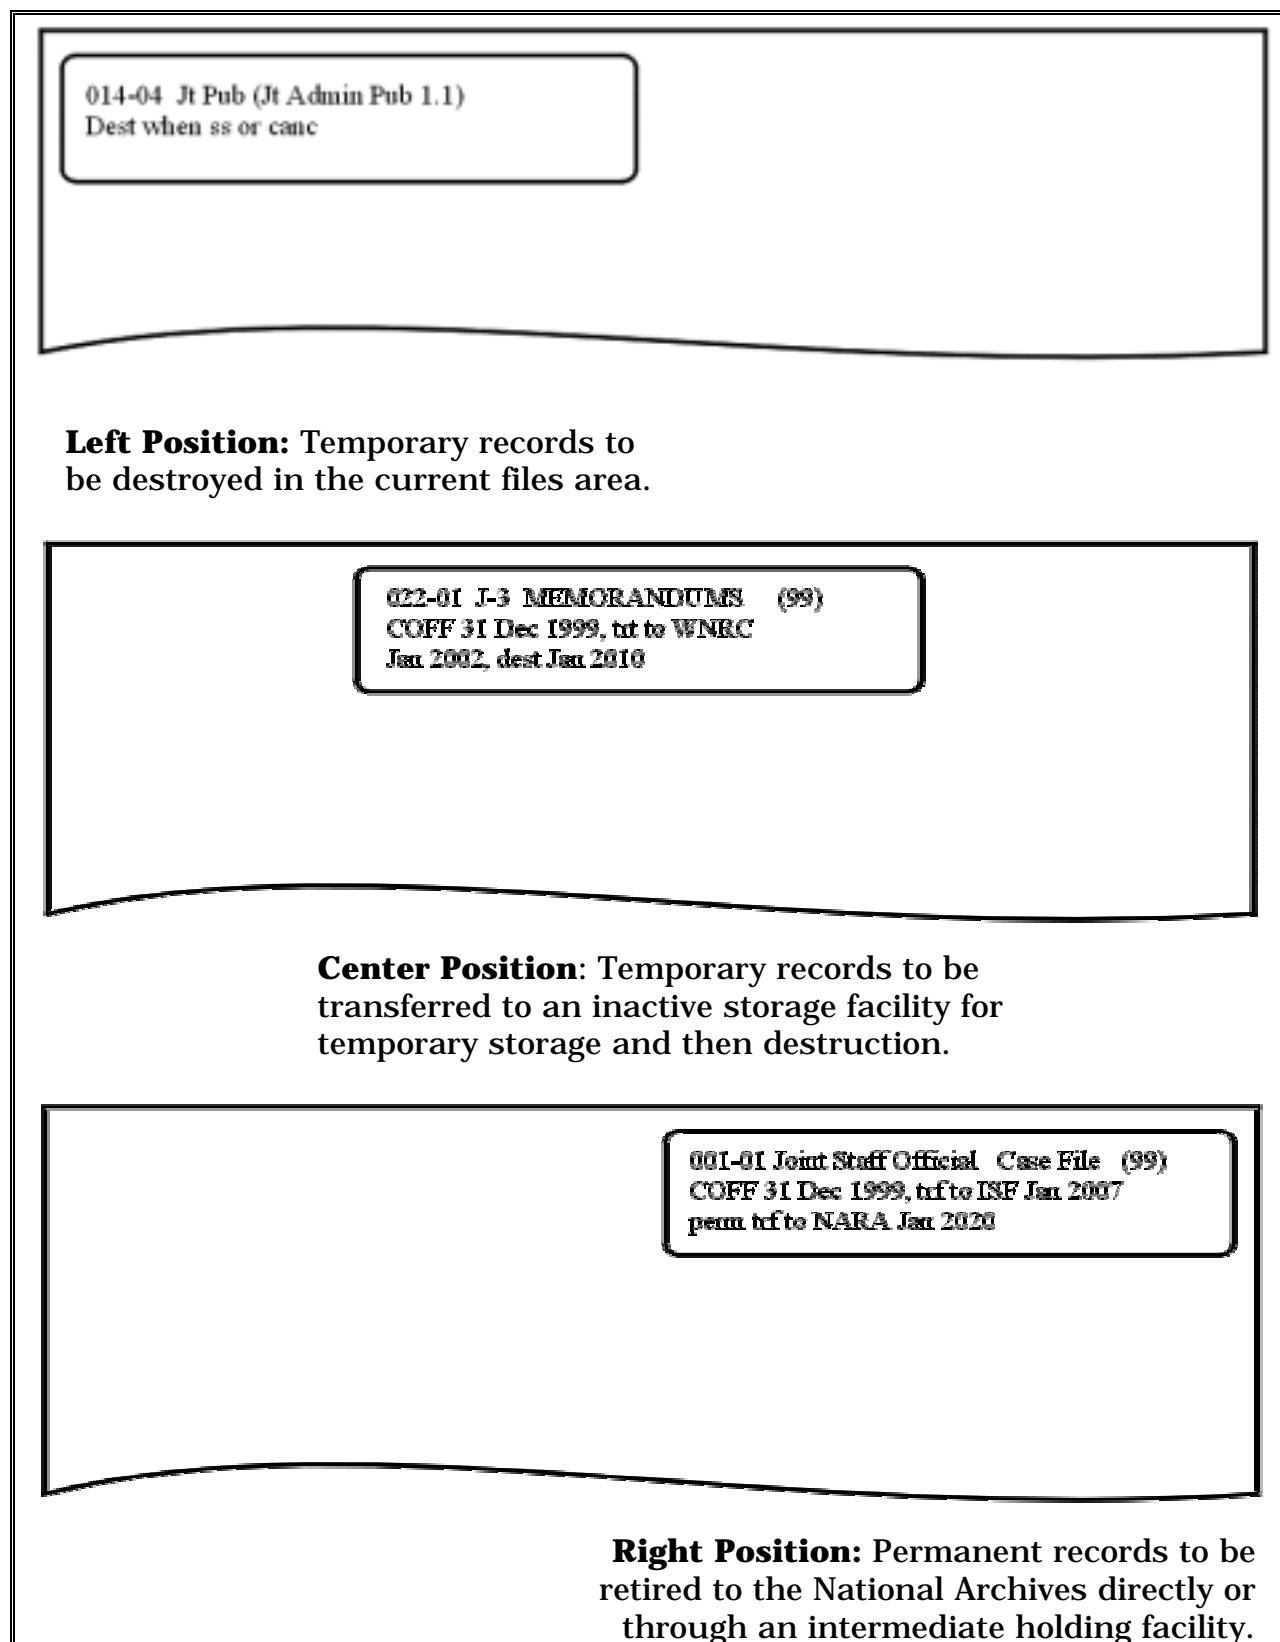 014-04 Jt Pub (Jt Admin Pub 1.1)
Dest when ss or canc
Left Position: Temporary records to
be destroyed in the current files area.
022-01 J-3 MEMORANDUMS (99)
COFF 31 Dec 1999, trf to WNRC
Jan 2002, dest Jan 2010
Center Position: Temporary records to be
transferred to an inactive storage facility for
temporary storage and then destruction.
001-01 Joint Staff Official Case File (99)
COFF 31 Dec 1999, trf to ISF Jan 2007
perm trf to NARA Jan 2020
Right Position: Permanent records to be
retired to the National Archives directly or
through an intermediate holding facility.